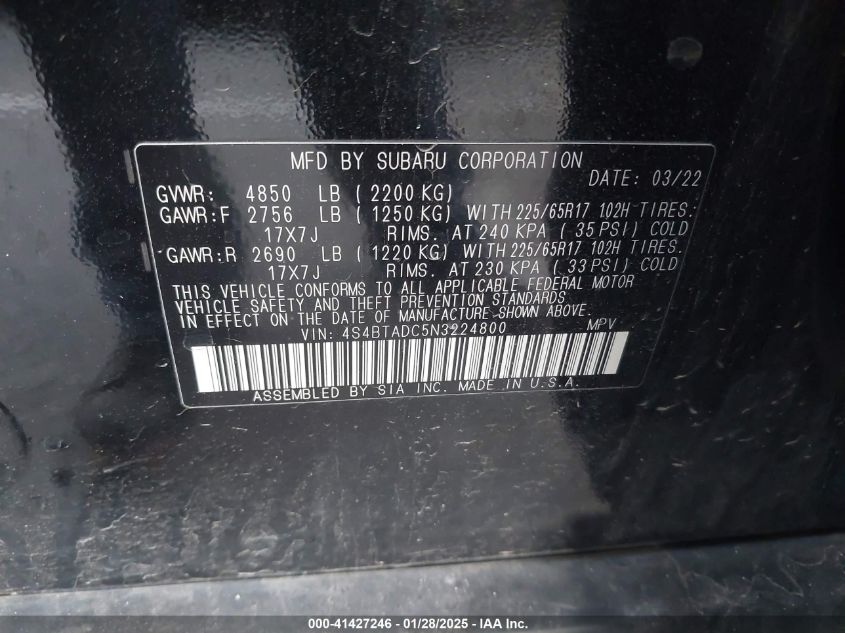 MFD BY SUBARU CORPORATION
DATE: 03/22
GVWR: 4850 LB ( 2200 KG)
GAWR:F 2756 LB ( 1250 KG) WITH 225/65R17 102H TIRES:
17X7J RIMS. AT 240 KPA ( 35 PSI) COLD
GAWR:R 2690 LB ( 1220 KG) WITH 225/65R17 102H TIRES.
17X7J RIMS. AT 230 KPA ( 33 PSI) COLD
THIS VEHICLE CONFORMS TO ALL APPLICABLE FEDERAL MOTOR
VEHICLE SAFETY AND THEFT PREVENTION STANDARDS
IN EFFECT ON THE DATE OF MANUFACTURE SHOWN ABOVE.
VIN: 4S4BTADC5N3224800 MPV
ASSEMBLED BY SIA INC. MADE IN U.S.A.
000-41427246 - 01/28/2025 - IAA Inc.